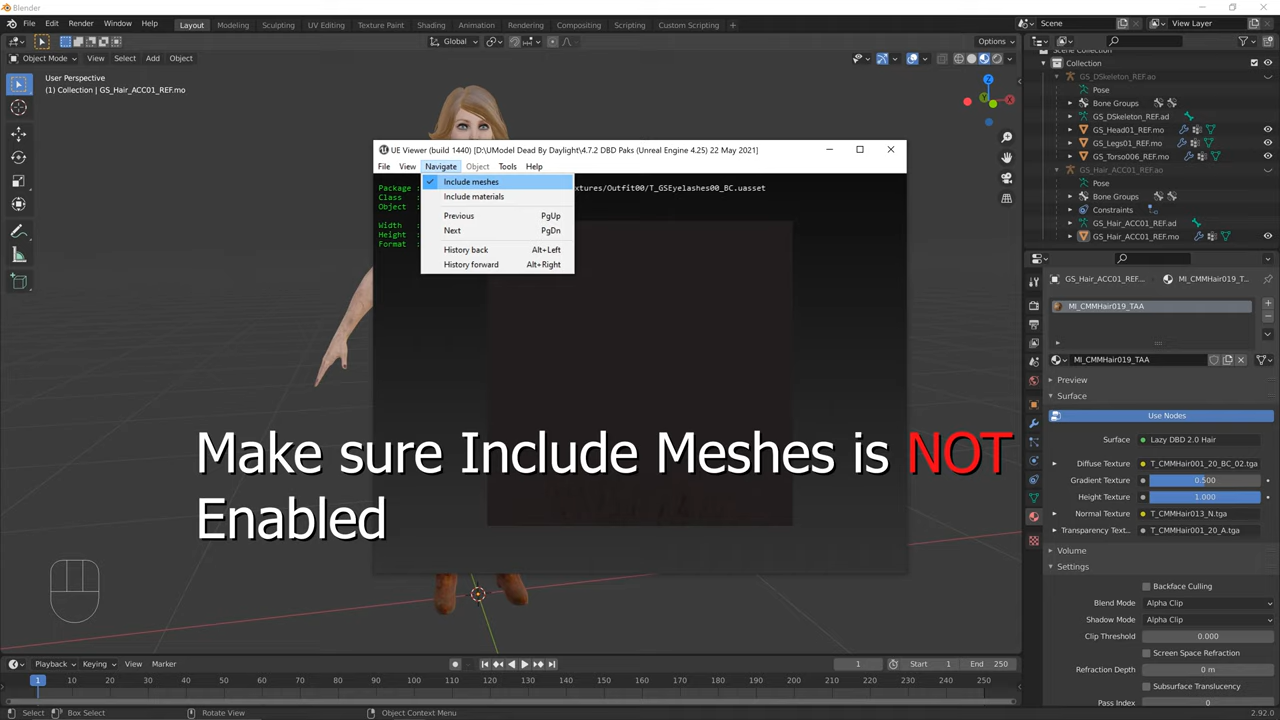 Blender
File Edit Render Window Help Layout Modeling Sculpting UV Editing Texture Paint Shading Animation Rendering Compositing Scripting Custom Scripting + Scene View Layer
Global Options
Object Mode View Select Add Object
User Perspective
(1) Collection | GS_Hair_ACC01_REF.mo
X
Z
UE Viewer (build 1440) [D:\UModel Dead By Daylight\4.7.2 DBD Paks (Unreal Engine 4.25) 22 May 2021]
File View Navigate Object Tools Help
Package : xtures/Outfit00/T_GSEyelashes00_BC.uasset
Class :
Object :
Width :
Height :
Format :
Include meshes
Include materials
Previous PgUp
Next PgDn
History back Alt+Left
History forward Alt+Right
Make sure Include Meshes is NOT
Enabled
Scene Collection
Collection
GS_DSkeleton_REF.ao
Pose
Bone Groups
GS_DSkeleton_REF.ad
GS_Head01_REF.mo
GS_Legs01_REF.mo
GS_Torso006_REF.mo
GS_Hair_ACC01_REF.ao
Pose
Bone Groups
Constraints
GS_Hair_ACC01_REF.ad
GS_Hair_ACC01_REF.mo
GS_Hair_ACC01_REF... MI_CMMHair019_T...
MI_CMMHair019_TAA
MI_CMMHair019_TAA
Preview
Surface
Use Nodes
Surface Lazy DBD 2.0 Hair
Diffuse Texture T_CMMHair001_20_BC_02.tga
Gradient Texture 0.500
Height Texture 1.000
Normal Texture T_CMMHair013_N.tga
Transparency Text... T_CMMHair001_20_A.tga
Volume
Settings
Backface Culling
Blend Mode Alpha Clip
Shadow Mode Alpha Clip
Clip Threshold 0.000
Screen Space Refraction
Refraction Depth 0 m
Subsurface Translucency
Pass Index 0
Playback Keying View Marker 1 Start 1 End 250
1 10 20 30 40 50 60 70 80 90 100 110 120 130 140 150 160 170 180 190 200 210 220 230 240 250
Select Box Select Rotate View Object Context Menu 2.92.0